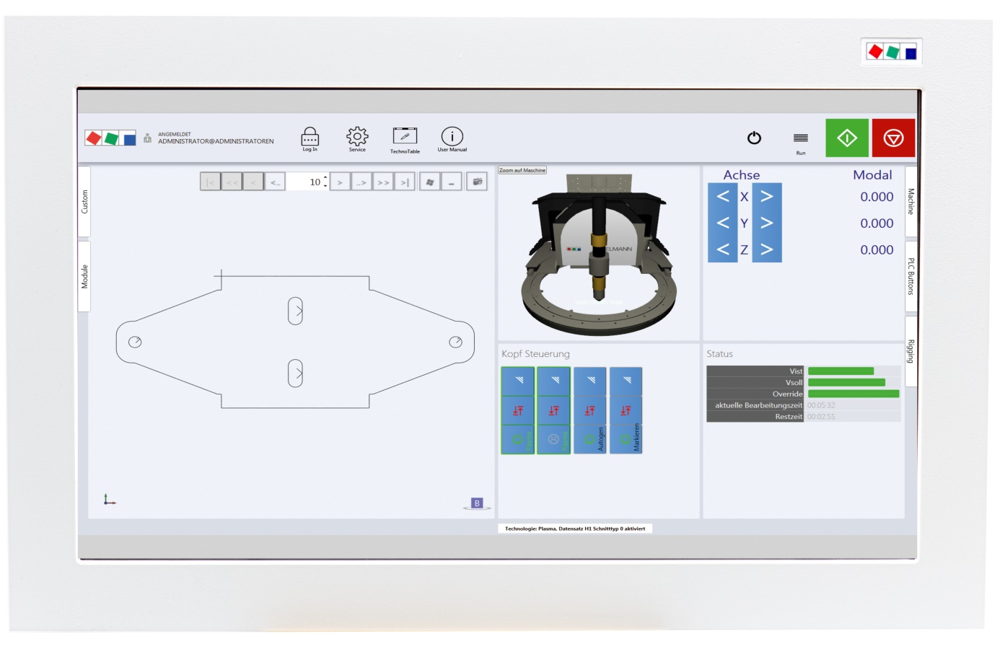 ANGEMELDET
ADMINISTRATOR@ADMINISTRATOREN
Log In
Service
TechnoTable
User Manual
Run
Custom
Module
|<
<<
<
<..
10
>
..>
>>
>|
Zoom auf Maschine
ELMANN
Achse
Modal
< X > 0.000
< Y > 0.000
< Z > 0.000
Machine
PLC Buttons
Rigging
Kopf Steuerung
Autogen
Markieren
Status
Vist
Vsoll
Override
aktuelle Bearbeitungszeit 00:05:32
Restzeit 00:02:55
B
Technologie: Plasma, Datensatz H1 Schnitttyp 0 aktiviert